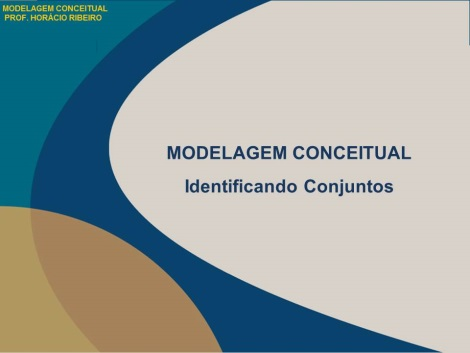 MODELAGEM CONCEITUAL
PROF. HORÁCIO RIBEIRO
MODELAGEM CONCEITUAL
Identificando Conjuntos